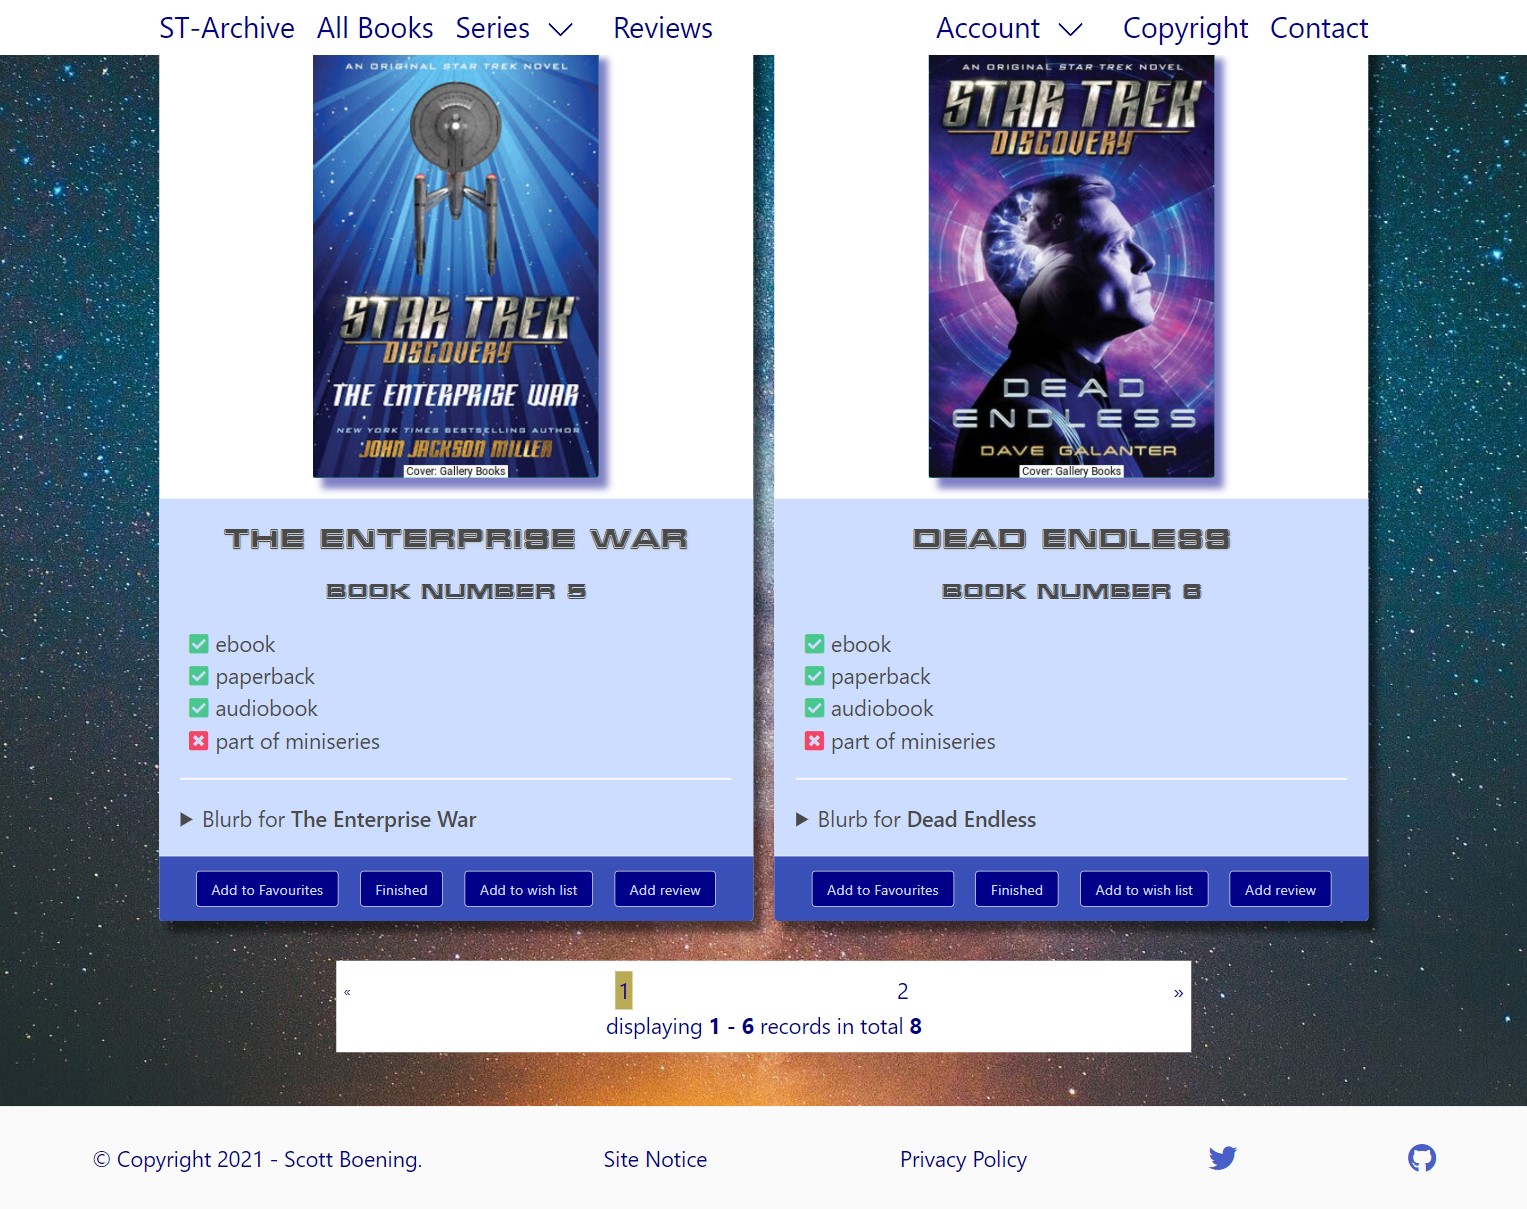 ST-Archive All Books Series Reviews Account Copyright Contact
AN ORIGINAL STAR TREK NOVEL
STAR TREK
DISCOVERY
THE ENTERPRISE WAR
NEW YORK TIMES BESTSELLING AUTHOR
JOHN JACKSON MILLER
Cover: Gallery Books
THE ENTERPRISE WAR
BOOK NUMBER 5
ebook
paperback
audiobook
part of miniseries
Blurb for The Enterprise War
Add to Favourites Finished Add to wish list Add review
AN ORIGINAL STAR TREK NOVEL
STAR TREK
DISCOVERY
DEAD
ENDLESS
DAVE GALANTER
Cover: Gallery Books
DEAD ENDLESS
BOOK NUMBER 6
ebook
paperback
audiobook
part of miniseries
Blurb for Dead Endless
Add to Favourites Finished Add to wish list Add review
« 1 2 »
displaying 1 - 6 records in total 8
© Copyright 2021 - Scott Boening. Site Notice Privacy Policy